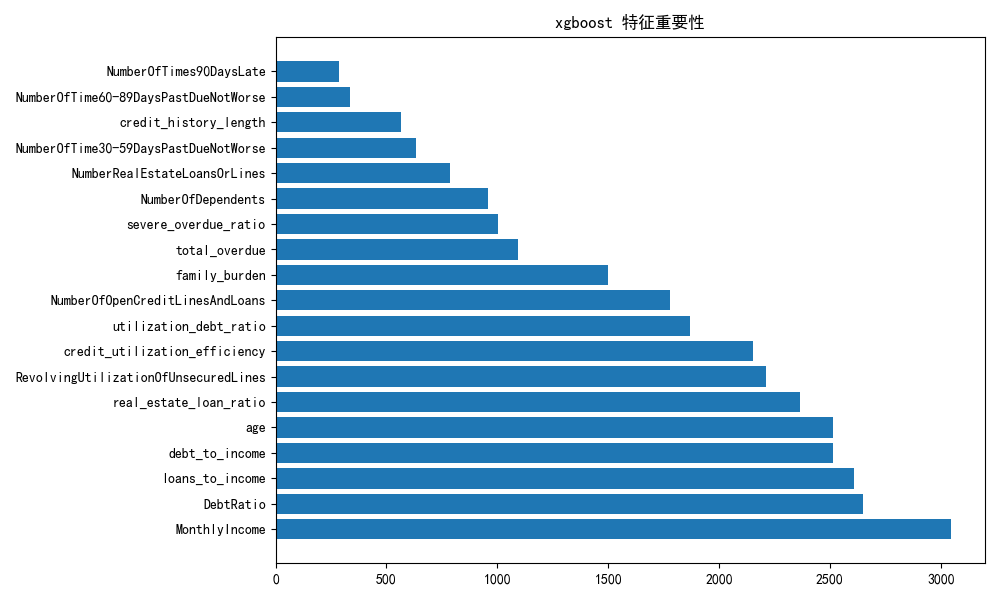 xgboost 特征重要性
NumberOfTimes90DaysLate
NumberOfTime60-89DaysPastDueNotWorse
credit_history_length
NumberOfTime30-59DaysPastDueNotWorse
NumberRealEstateLoansOrLines
NumberOfDependents
severe_overdue_ratio
total_overdue
family_burden
NumberOfOpenCreditLinesAndLoans
utilization_debt_ratio
credit_utilization_efficiency
RevolvingUtilizationOfUnsecuredLines
real_estate_loan_ratio
age
debt_to_income
loans_to_income
DebtRatio
MonthlyIncome
0 500 1000 1500 2000 2500 3000